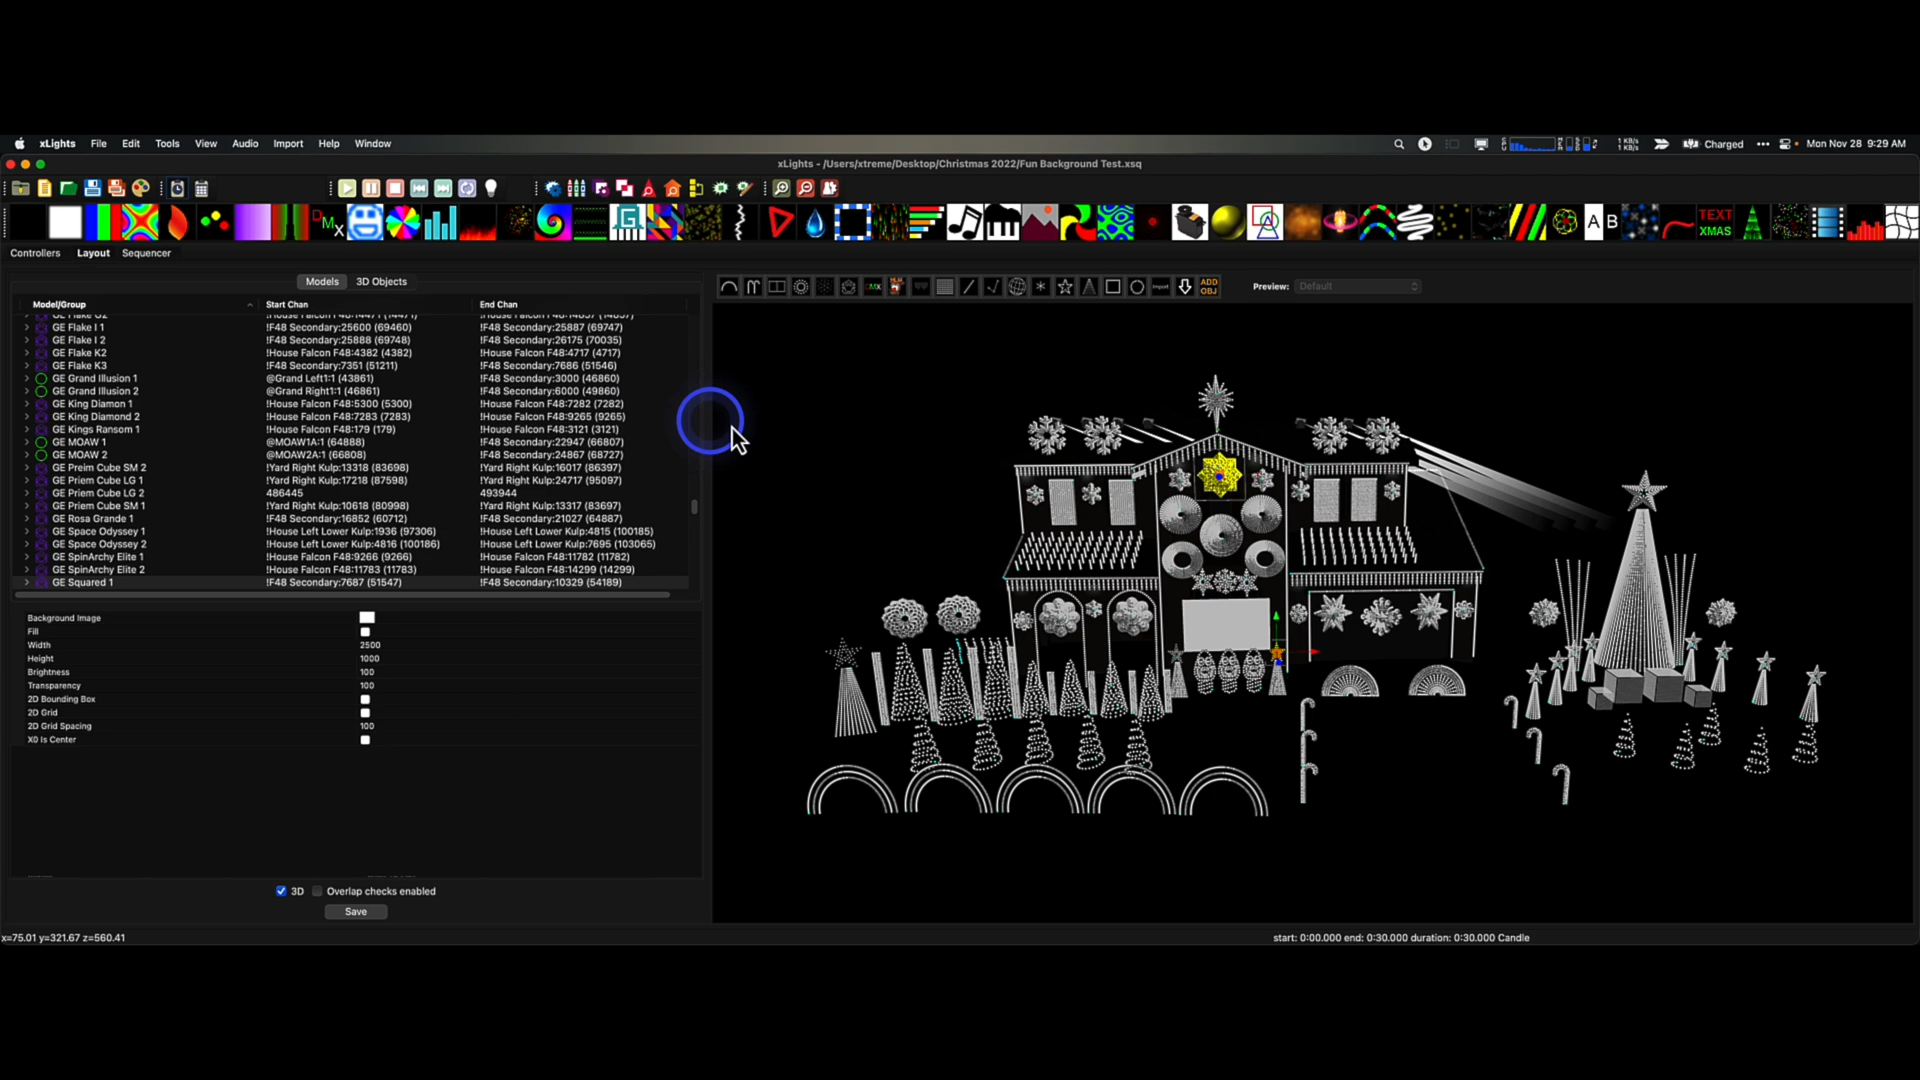 xLights File Edit Tools View Audio Import Help Window
1 KB/s
1 KB/s
Charged
Mon Nov 28 9:29 AM
xLights - /Users/xtreme/Desktop/Christmas 2022/Fun Background Test.xsq
DMX
G
A B
TEXT
XMAS
Controllers Layout Sequencer
Models 3D Objects
DMX
ADD
OBJ
Preview: Default
Model/Group Start Chan End Chan
GE Flake I 1 !F48 Secondary:25600 (69460) !F48 Secondary:25887 (69747)
GE Flake I 2 !F48 Secondary:25888 (69748) !F48 Secondary:26175 (70035)
GE Flake K2 !House Falcon F48:4382 (4382) !House Falcon F48:4717 (4717)
GE Flake K3 !F48 Secondary:7351 (51211) !F48 Secondary:7686 (51546)
GE Grand Illusion 1 @Grand Left1:1 (43861) !F48 Secondary:3000 (46860)
GE Grand Illusion 2 @Grand Right1:1 (46861) !F48 Secondary:6000 (49860)
GE King Diamon 1 !House Falcon F48:5300 (5300) !House Falcon F48:7282 (7282)
GE King Diamond 2 !House Falcon F48:7283 (7283) !House Falcon F48:9265 (9265)
GE Kings Ransom 1 !House Falcon F48:179 (179) !House Falcon F48:3121 (3121)
GE MOAW 1 @MOAW1A:1 (64888) !F48 Secondary:22947 (66807)
GE MOAW 2 @MOAW2A:1 (66808) !F48 Secondary:24867 (68727)
GE Preim Cube SM 2 !Yard Right Kulp:13318 (83698) !Yard Right Kulp:16017 (86397)
GE Priem Cube LG 1 !Yard Right Kulp:17218 (87598) !Yard Right Kulp:24717 (95097)
GE Priem Cube LG 2 486445 493944
GE Priem Cube SM 1 !Yard Right Kulp:10618 (80998) !Yard Right Kulp:13317 (83697)
GE Rosa Grande 1 !F48 Secondary:16852 (60712) !F48 Secondary:21027 (64887)
GE Space Odyssey 1 !House Left Lower Kulp:1936 (97306) !House Left Lower Kulp:4815 (100185)
GE Space Odyssey 2 !House Left Lower Kulp:4816 (100186) !House Left Lower Kulp:7695 (103065)
GE SpinArchy Elite 1 !House Falcon F48:9266 (9266) !House Falcon F48:11782 (11782)
GE SpinArchy Elite 2 !House Falcon F48:11783 (11783) !House Falcon F48:14299 (14299)
GE Squared 1 !F48 Secondary:7687 (51547) !F48 Secondary:10329 (54189)
Background Image
Fill
Width 2500
Height 1000
Brightness 100
Transparency 100
2D Bounding Box
2D Grid
2D Grid Spacing 100
X0 Is Center
3D Overlap checks enabled
Save
x=75.01 y=321.67 z=560.41
start: 0:00.000 end: 0:30.000 duration: 0:30.000 Candle